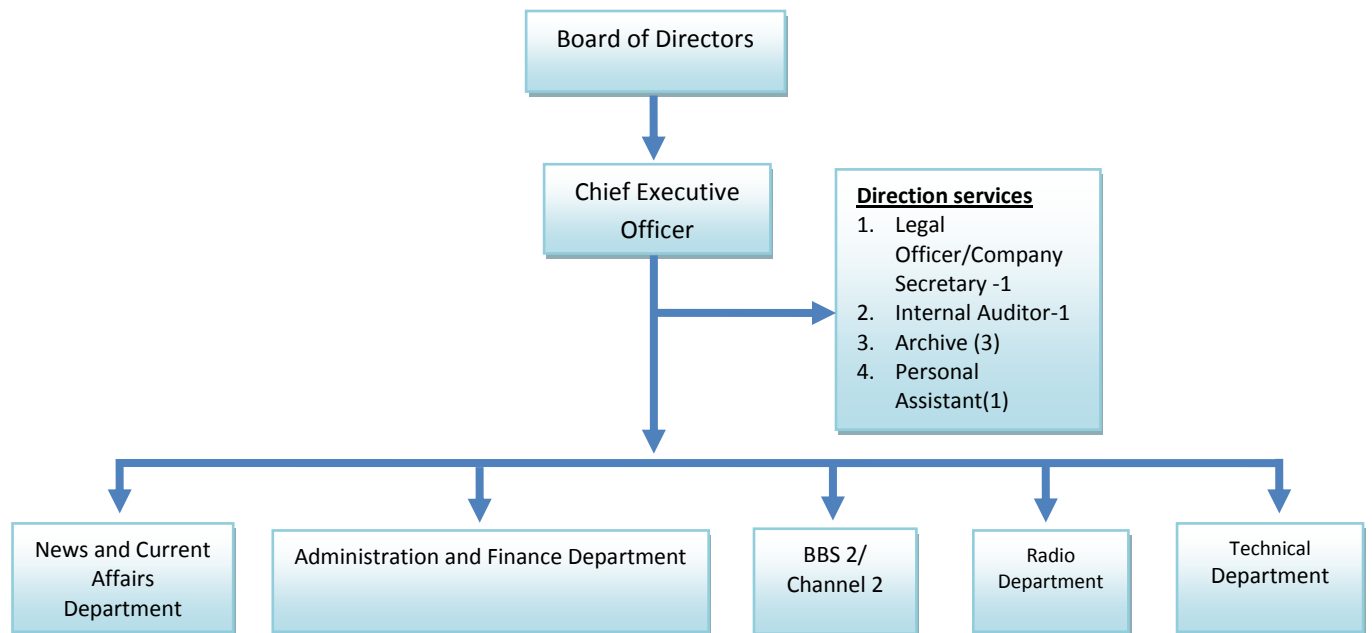 Board of Directors
Chief Executive
Officer
Direction services
1. Legal
Officer/Company
Secretary -1
2. Internal Auditor-1
3. Archive (3)
4. Personal
Assistant(1)
News and Current
Affairs
Department
Administration and Finance Department
BBS 2/
Channel 2
Radio
Department
Technical
Department